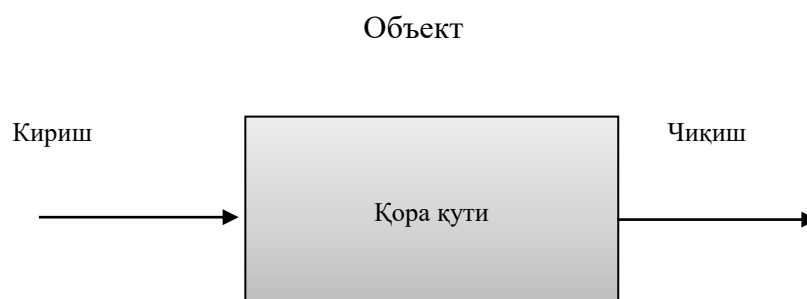 Объект
Кириш
Чиқиш
Қора қути